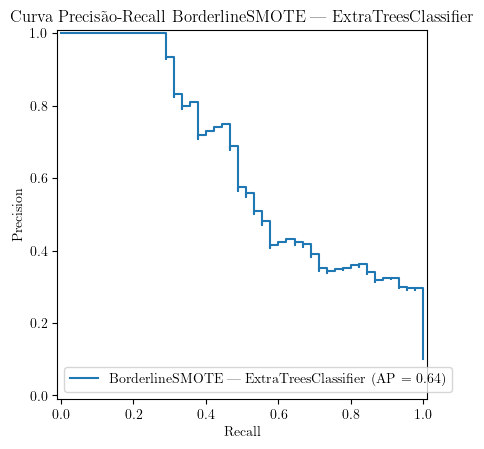 Curva Precisão-Recall BorderlineSMOTE — ExtraTreesClassifier
1.0
0.8
0.6
0.4
0.2
0.0
Precision
BorderlineSMOTE — ExtraTreesClassifier (AP = 0.64)
0.0 0.2 0.4 0.6 0.8 1.0
Recall